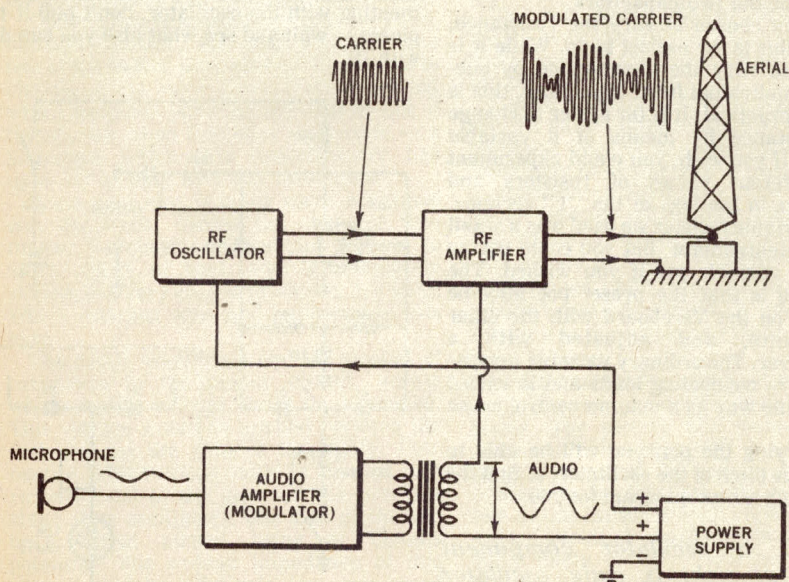 MODULATED CARRIER
CARRIER
AERIAL
RF
OSCILLATOR
RF
AMPLIFIER
MICROPHONE
AUDIO
AMPLIFIER
(MODULATOR)
AUDIO
+
+
−
POWER
SUPPLY